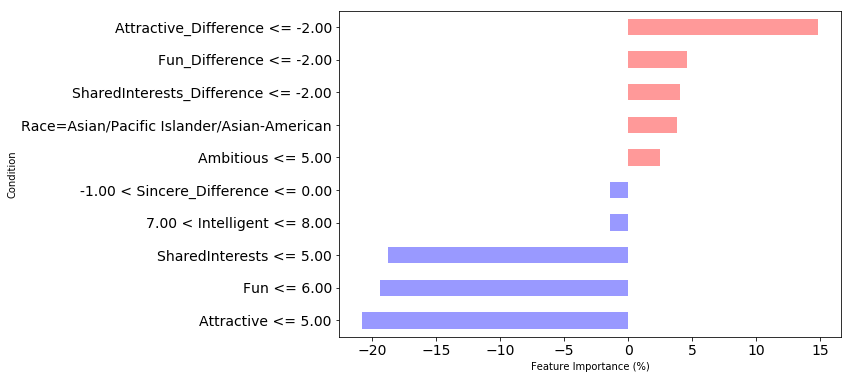 Attractive_Difference <= -2.00
Fun_Difference <= -2.00
SharedInterests_Difference <= -2.00
Race=Asian/Pacific Islander/Asian-American
Ambitious <= 5.00
-1.00 < Sincere_Difference <= 0.00
7.00 < Intelligent <= 8.00
SharedInterests <= 5.00
Fun <= 6.00
Attractive <= 5.00
Condition
−20 −15 −10 −5 0 5 10 15
Feature Importance (%)